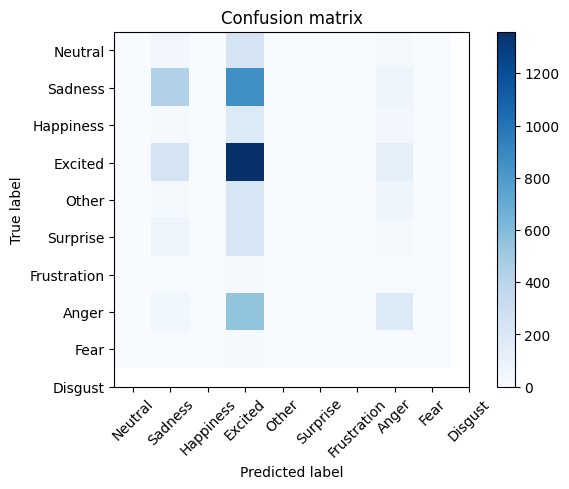 Confusion matrix
True label
Neutral
Sadness
Happiness
Excited
Other
Surprise
Frustration
Anger
Fear
Disgust
Neutral
Sadness
Happiness
Excited
Other
Surprise
Frustration
Anger
Fear
Disgust
Predicted label
1200
1000
800
600
400
200
0